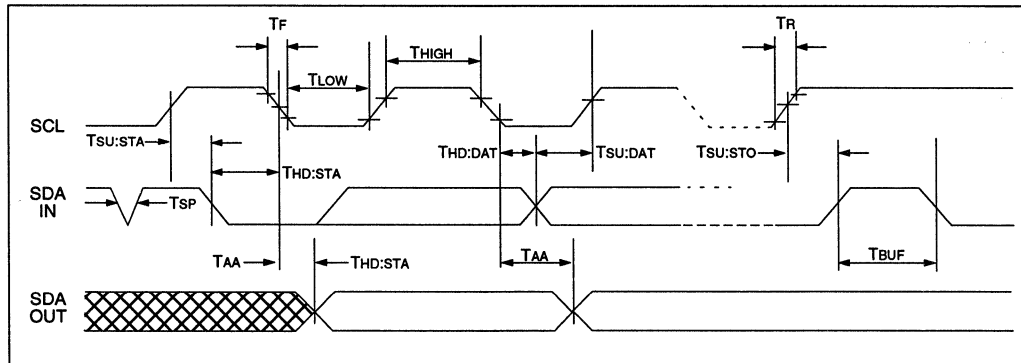 TF
TR
THIGH
TLOW
SCL
TSU:STA
THD:DAT
TSU:DAT
TSU:STO
THD:STA
SDA
IN
TSP
TAA
THD:STA
TAA
TBUF
SDA
OUT